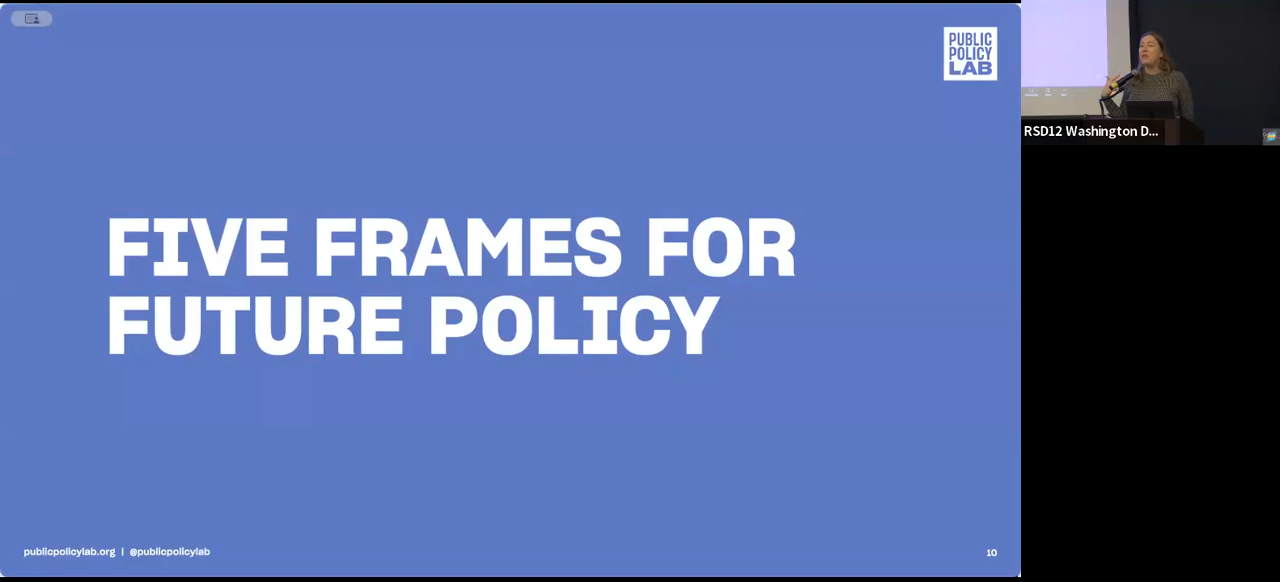 PUBLIC
POLICY
LAB
FIVE FRAMES FOR
FUTURE POLICY
publicpolicylab.org | @publicpolicylab
10
RSD12 Washington D...